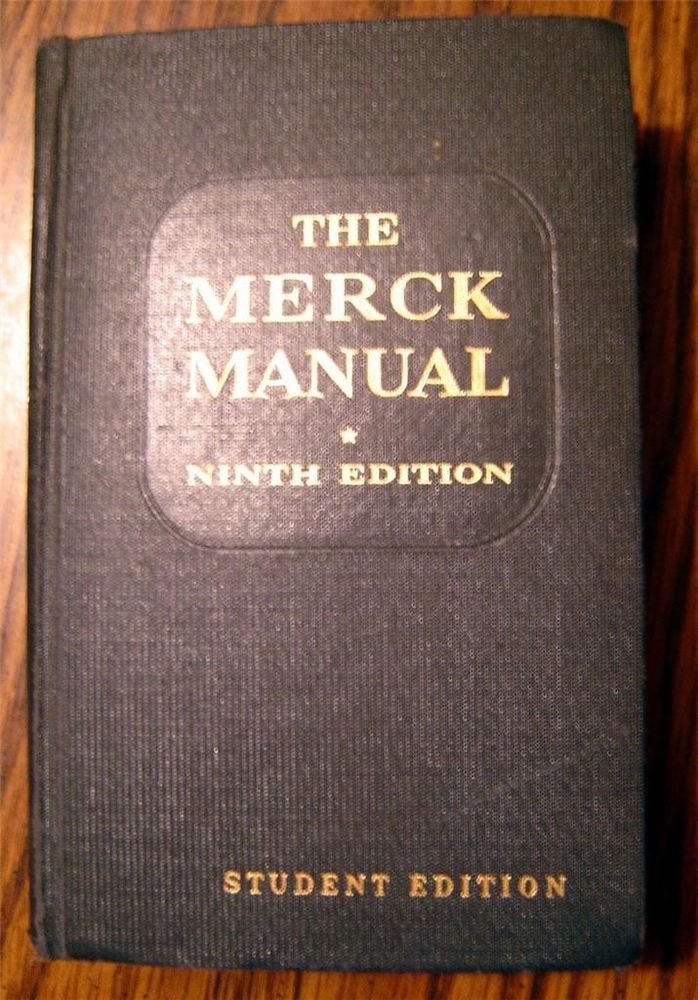 THE
MERCK
MANUAL
★
NINTH EDITION
STUDENT EDITION